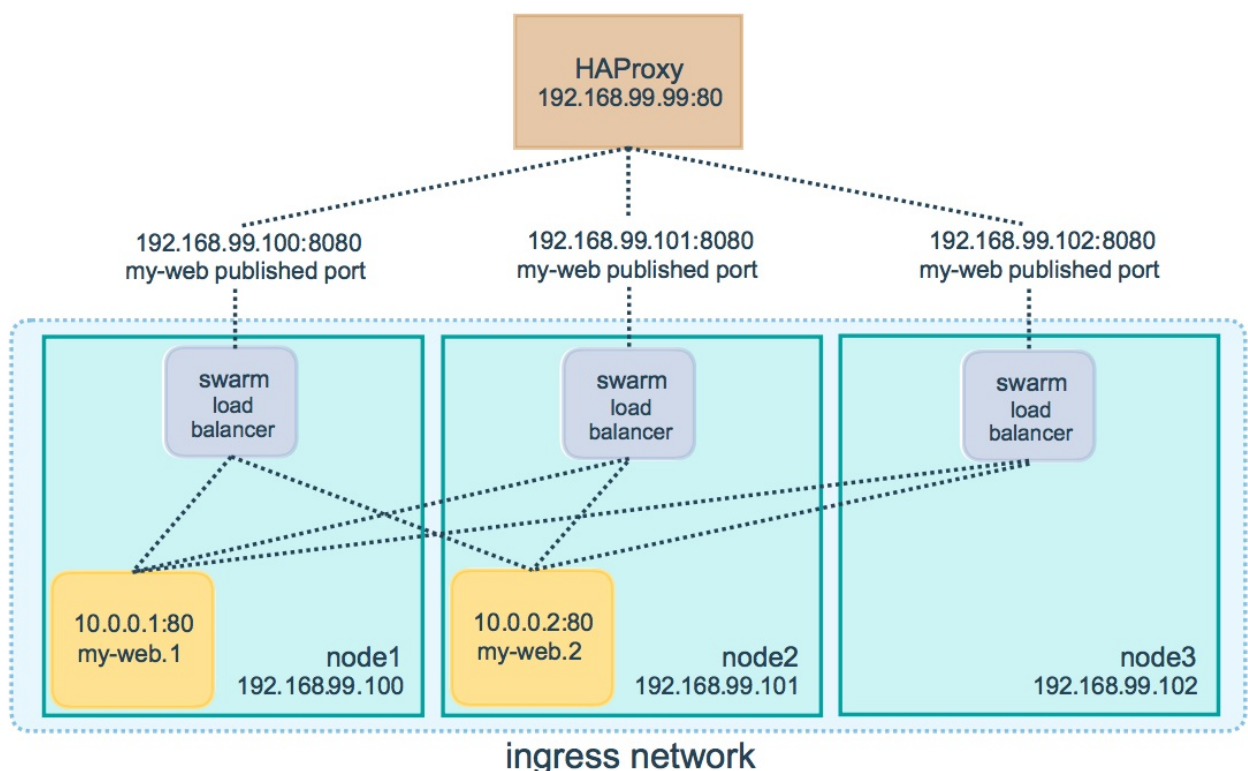 HAProxy
192.168.99.99:80
192.168.99.100:8080
my-web published port
192.168.99.101:8080
my-web published port
192.168.99.102:8080
my-web published port
swarm
load
balancer
swarm
load
balancer
swarm
load
balancer
10.0.0.1:80
my-web.1
node1
192.168.99.100
10.0.0.2:80
my-web.2
node2
192.168.99.101
node3
192.168.99.102
ingress network